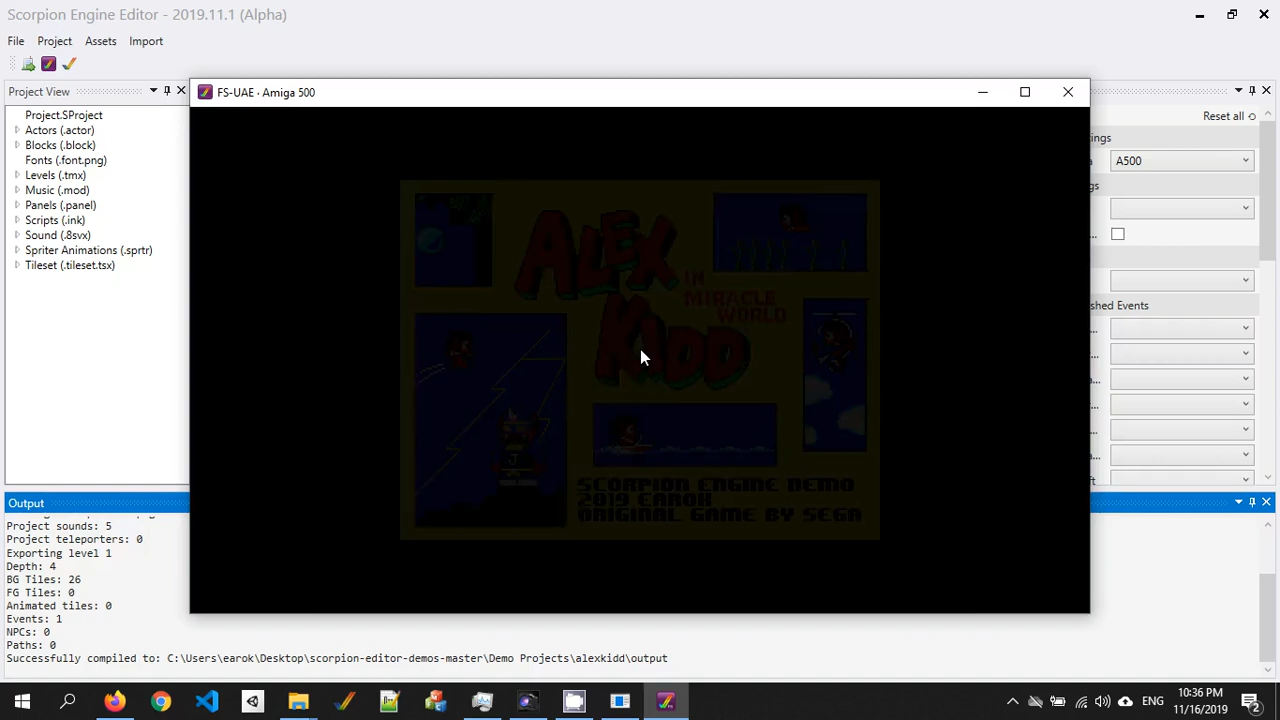 Scorpion Engine Editor - 2019.11.1 (Alpha)
File Project Assets Import
Project View
Project.SProject
Actors (.actor)
Blocks (.block)
Fonts (.font.png)
Levels (.tmx)
Music (.mod)
Panels (.panel)
Scripts (.ink)
Sound (.8svx)
Spriter Animations (.sprtr)
Tileset (.tileset.tsx)
FS-UAE · Amiga 500
ALEX
KIDD
IN
MIRACLE
WORLD
SCORPION ENGINE DEMO
2019 EAROK
ORIGINAL GAME BY SEGA
Reset all
A500
shed Events
Output
Project sounds: 5
Project teleporters: 0
Exporting level 1
Depth: 4
BG Tiles: 26
FG Tiles: 0
Animated tiles: 0
Events: 1
NPCs: 0
Paths: 0
Successfully compiled to: C:\Users\earok\Desktop\scorpion-editor-demos-master\Demo Projects\alexkidd\output
ENG
10:36 PM
11/16/2019
2